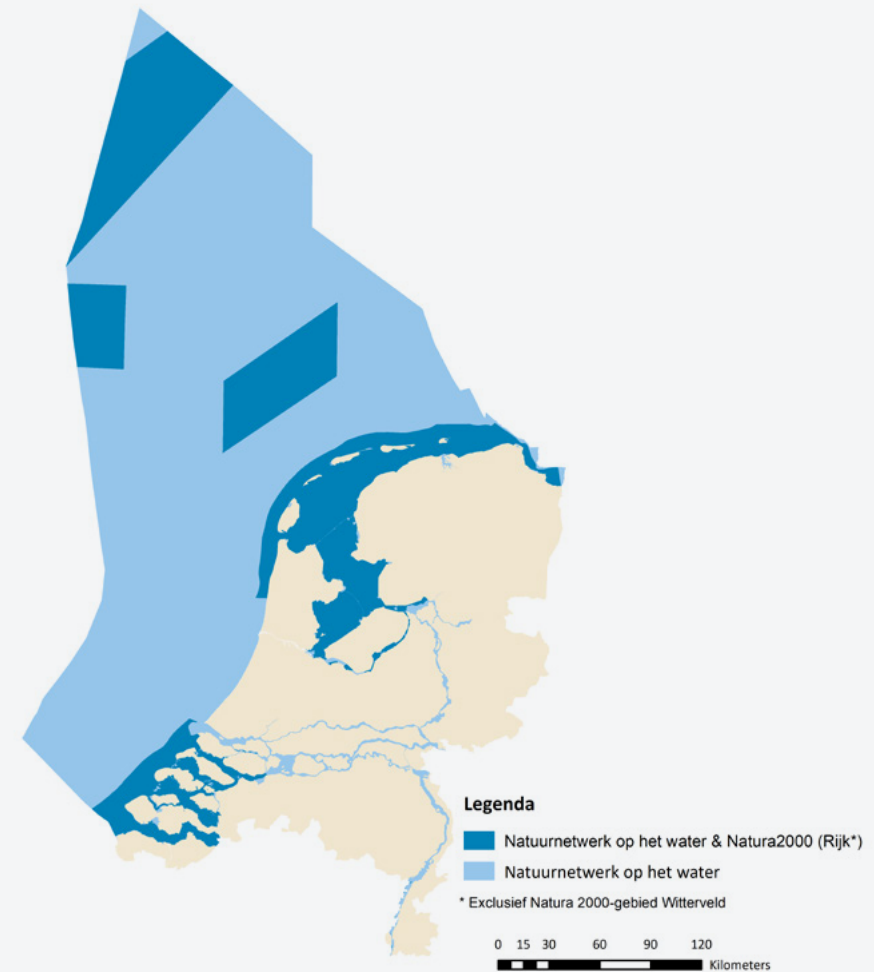 Legenda
Natuurnetwerk op het water & Natura2000 (Rijk*)
Natuurnetwerk op het water
* Exclusief Natura 2000-gebied Witterveld
0 15 30 60 90 120
Kilometers